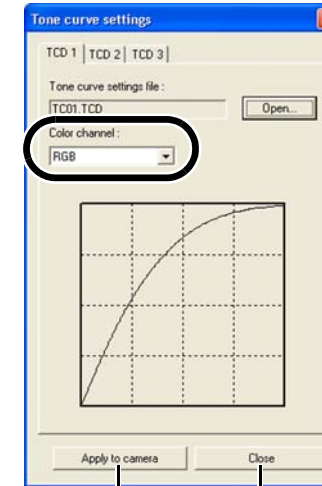 Tone curve settings
TCD 1 TCD 2 TCD 3
Tone curve settings file :
TC01.TCD Open...
Color channel :
RGB
Apply to camera Close